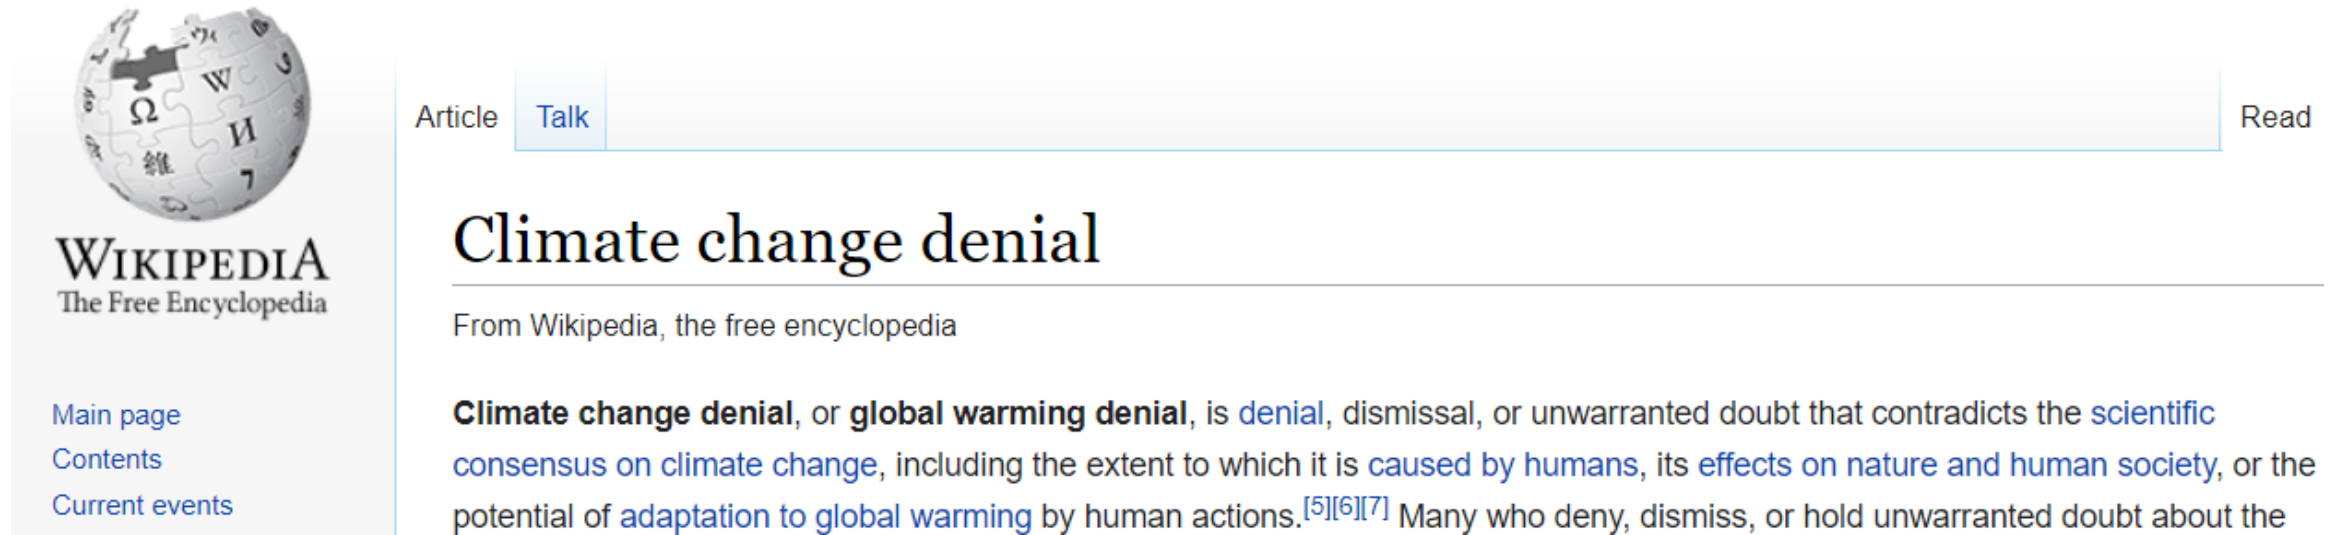 WIKIPEDIA
The Free Encyclopedia
Main page
Contents
Current events
Article Talk Read
Climate change denial
From Wikipedia, the free encyclopedia
Climate change denial, or global warming denial, is denial, dismissal, or unwarranted doubt that contradicts the scientific
consensus on climate change, including the extent to which it is caused by humans, its effects on nature and human society, or the
potential of adaptation to global warming by human actions.[5][6][7] Many who deny, dismiss, or hold unwarranted doubt about the